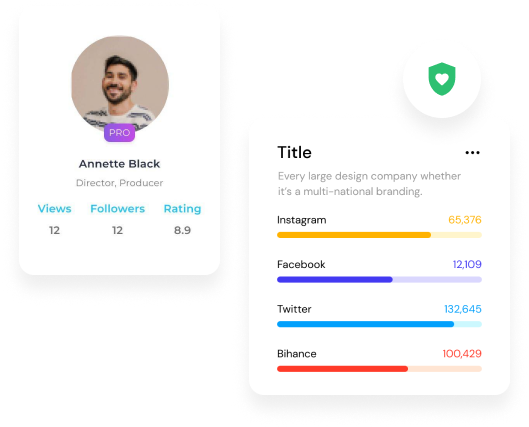 PRO
Annette Black
Director, Producer
Views Followers Rating
12 12 8.9
Title
Every large design company whether
it's a multi-national branding.
Instagram 65,376
Facebook 12,109
Twitter 132,645
Bihance 100,429